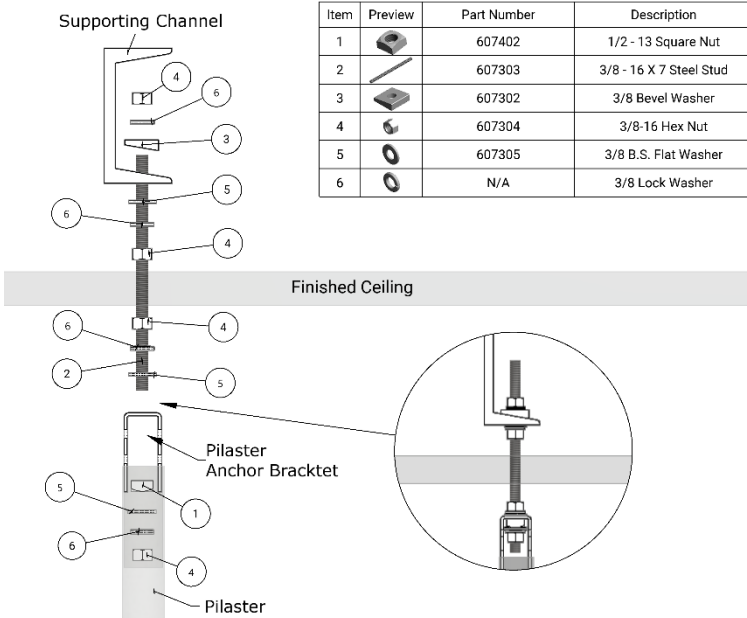 Supporting Channel
4
6
3
5
6
4
Finished Ceiling
4
6
2
5
Pilaster
Anchor Bracktet
5
1
6
4
Pilaster
Item Preview Part Number Description
1 607402 1/2 - 13 Square Nut
2 607303 3/8 - 16 X 7 Steel Stud
3 607302 3/8 Bevel Washer
4 607304 3/8-16 Hex Nut
5 607305 3/8 B.S. Flat Washer
6 N/A 3/8 Lock Washer